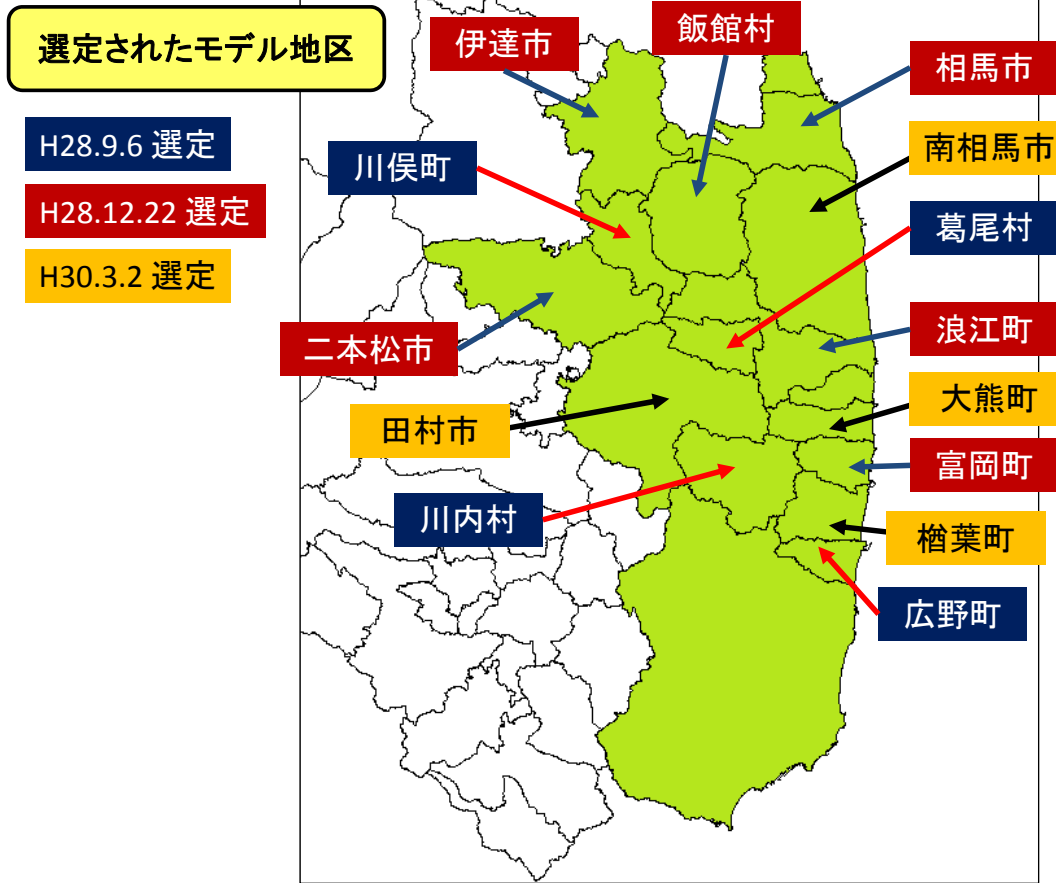 選定されたモデル地区
H28.9.6 選定
H28.12.22 選定
H30.3.2 選定
伊達市
飯館村
相馬市
南相馬市
川俣町
葛尾村
二本松市
浪江町
大熊町
田村市
富岡町
川内村
楢葉町
広野町